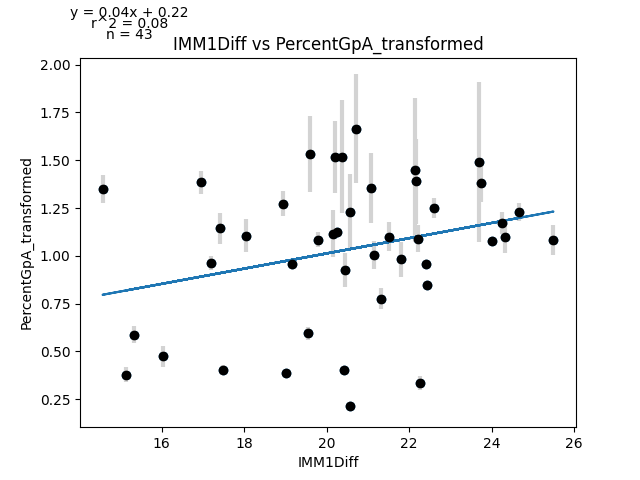 y = 0.04x + 0.22
r^2 = 0.08
n = 43
IMM1Diff vs PercentGpA_transformed
PercentGpA_transformed
2.00
1.75
1.50
1.25
1.00
0.75
0.50
0.25
16 18 20 22 24 26
IMM1Diff